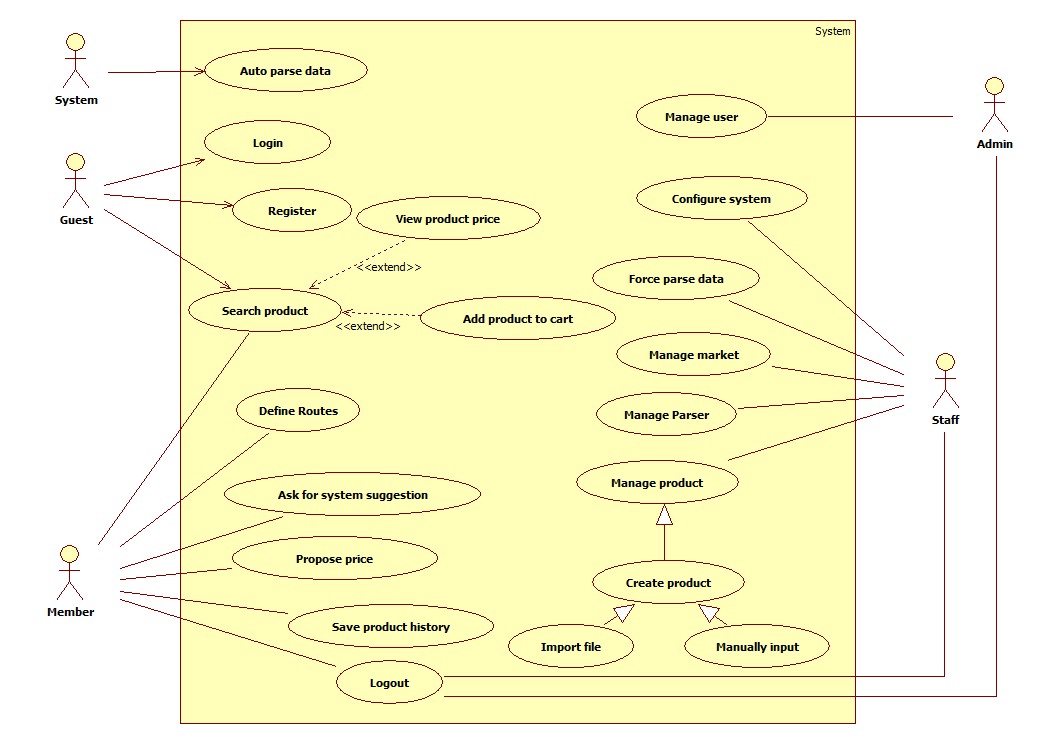 System
System
Auto parse data
Manage user
Admin
Login
Guest
Register
View product price
Configure system
<<extend>>
Force parse data
Search product
Add product to cart
<<extend>>
Manage market
Define Routes
Manage Parser
Staff
Manage product
Ask for system suggestion
Propose price
Create product
Member
Save product history
Import file
Manually input
Logout